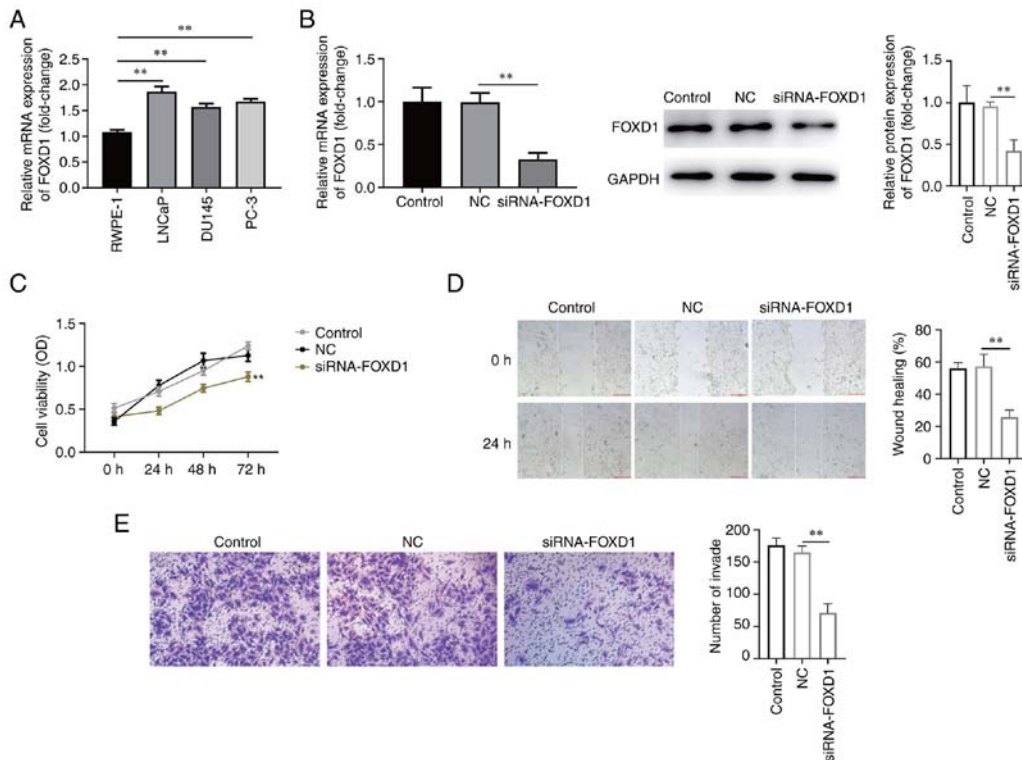 A
Relative mRNA expression
of FOXD1 (fold-change)
2.5
2.0
1.5
1.0
0.5
0.0
**
**
**
RWPE-1
LNCaP
DU145
PC-3
B
Relative mRNA expression
of FOXD1 (fold-change)
1.5
1.0
0.5
0.0
**
Control
NC
siRNA-FOXD1
Control NC siRNA-FOXD1
FOXD1
GAPDH
Relative protein expression
of FOXD1 (fold-change)
1.5
1.0
0.5
0.0
**
Control
NC
siRNA-FOXD1
C
Cell viability (OD)
1.5
1.0
0.5
0.0
0 h 24 h 48 h 72 h
Control
NC
siRNA-FOXD1
**
D
Control NC siRNA-FOXD1
0 h
24 h
Wound healing (%)
80
60
40
20
0
**
Control
NC
siRNA-FOXD1
E
Control NC siRNA-FOXD1
Number of invade
200
150
100
50
0
**
Control
NC
siRNA-FOXD1